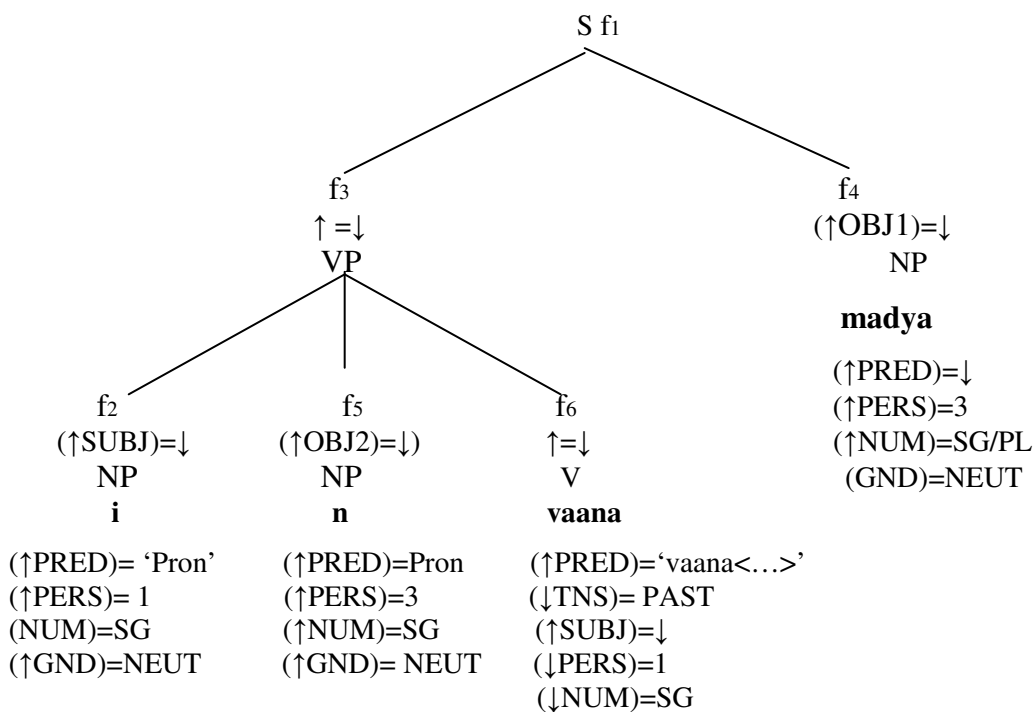 S f1
f3 f4
↑ =↓ (↑OBJ1)=↓
VP NP
madya
(↑PRED)=↓
(↑PERS)=3
(↑NUM)=SG/PL
(GND)=NEUT
f2 f5 f6
(↑SUBJ)=↓ (↑OBJ2)=↓) ↑=↓
NP NP V
i n vaana
(↑PRED)= ‘Pron’ (↑PRED)=Pron (↑PRED)=‘vaana<…>’
(↑PERS)= 1 (↑PERS)=3 (↓TNS)= PAST
(NUM)=SG (↑NUM)=SG (↑SUBJ)=↓
(↑GND)=NEUT (↑GND)= NEUT (↓PERS)=1
(↓NUM)=SG